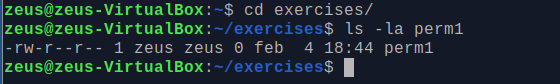 zeus@zeus-VirtualBox:~$ cd exercises/
zeus@zeus-VirtualBox:~/exercises$ ls -la perm1
-rw-r--r-- 1 zeus zeus 0 feb  4 18:44 perm1
zeus@zeus-VirtualBox:~/exercises$